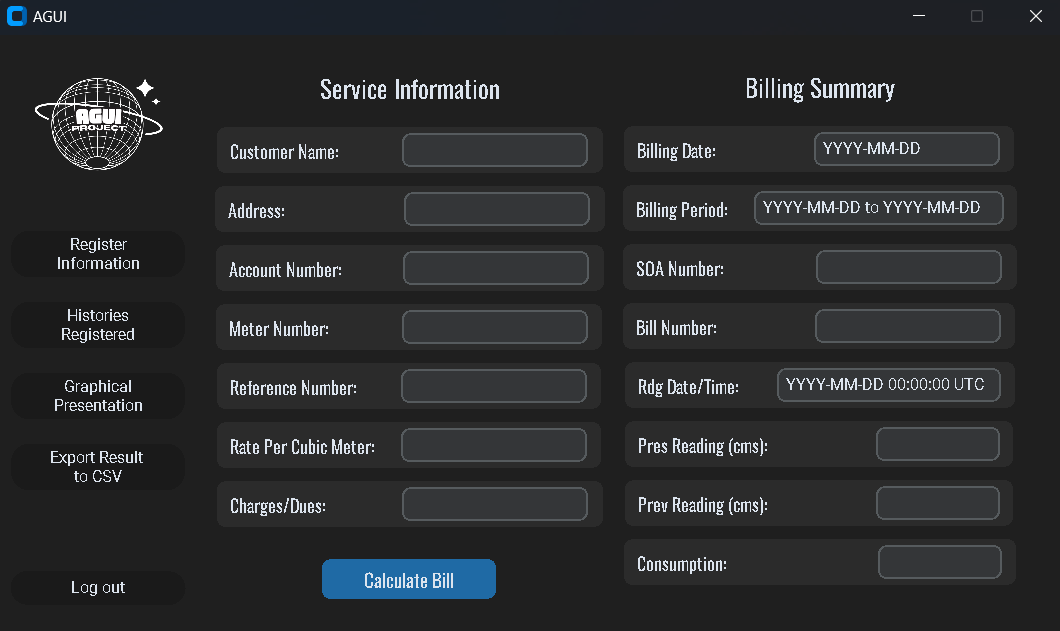 AGUI
AGUI
PROJECT
Register
Information
Histories
Registered
Graphical
Presentation
Export Result
to CSV
Log out
Service Information
Customer Name:
Address:
Account Number:
Meter Number:
Reference Number:
Rate Per Cubic Meter:
Charges/Dues:
Calculate Bill
Billing Summary
Billing Date: YYYY-MM-DD
Billing Period: YYYY-MM-DD to YYYY-MM-DD
SOA Number:
Bill Number:
Rdg Date/Time: YYYY-MM-DD 00:00:00 UTC
Pres Reading (cms):
Prev Reading (cms):
Consumption: